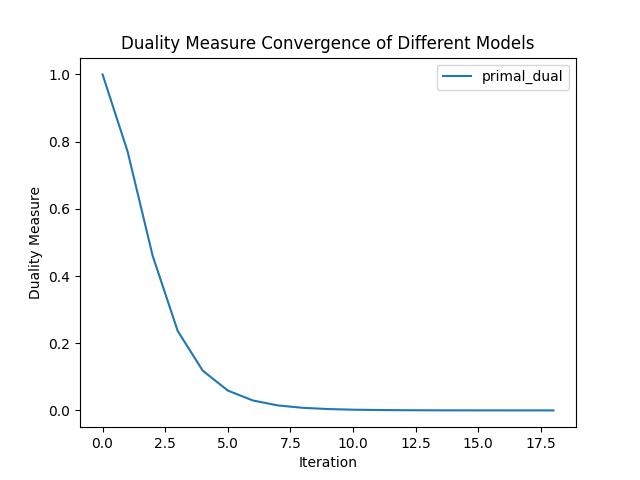 Duality Measure Convergence of Different Models
primal_dual
1.0
0.8
0.6
0.4
0.2
0.0
Duality Measure
0.0 2.5 5.0 7.5 10.0 12.5 15.0 17.5
Iteration